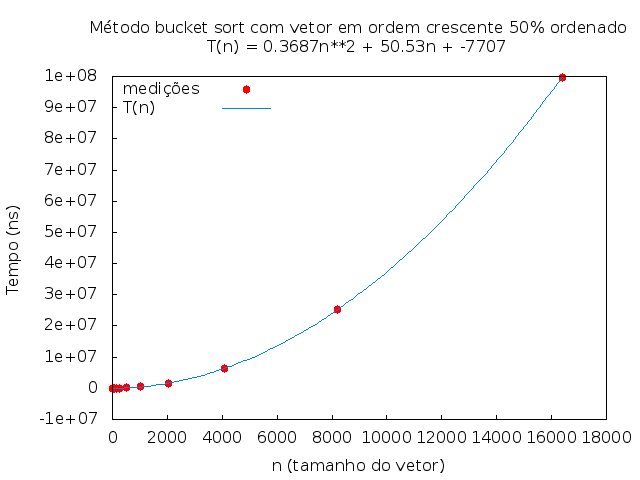 Método bucket sort com vetor em ordem crescente 50% ordenado
T(n) = 0.3687n**2 + 50.53n + -7707
medições
T(n)
1e+08
9e+07
8e+07
7e+07
6e+07
5e+07
4e+07
3e+07
2e+07
1e+07
0
-1e+07
Tempo (ns)
0 2000 4000 6000 8000 10000 12000 14000 16000 18000
n (tamanho do vetor)